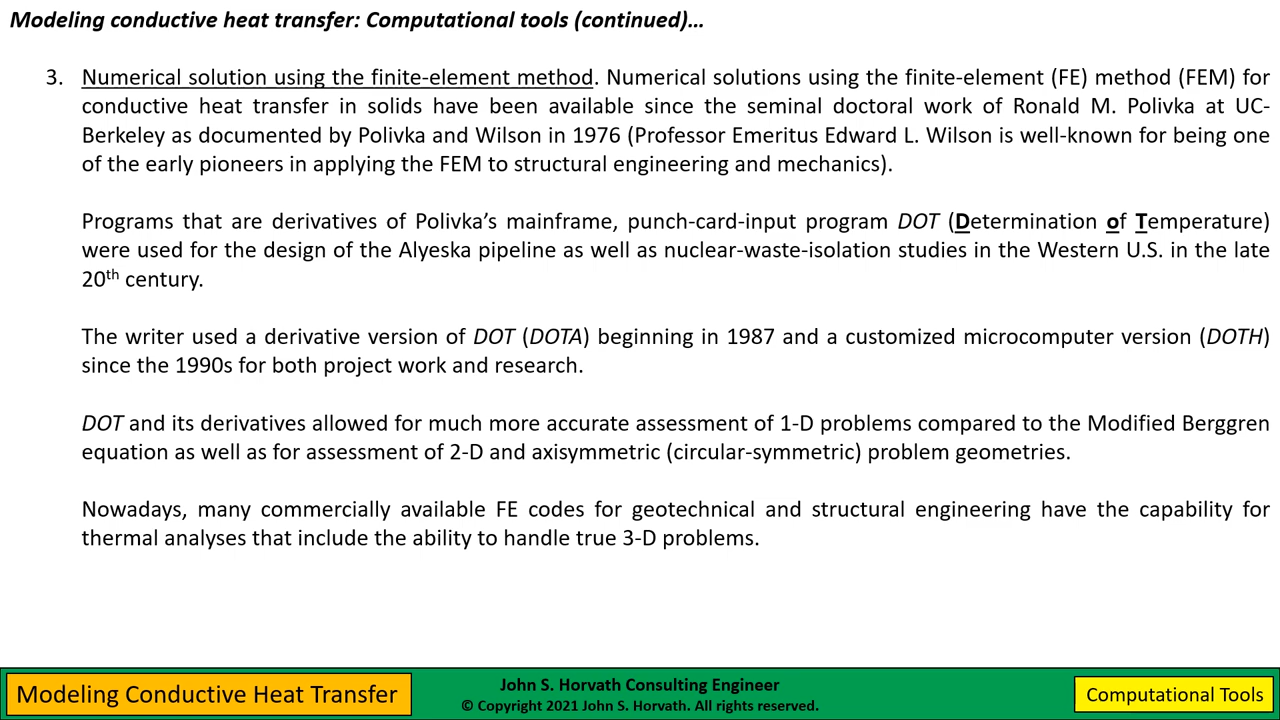 Modeling conductive heat transfer: Computational tools (continued)…
3. Numerical solution using the finite-element method. Numerical solutions using the finite-element (FE) method (FEM) for
conductive heat transfer in solids have been available since the seminal doctoral work of Ronald M. Polivka at UC-
Berkeley as documented by Polivka and Wilson in 1976 (Professor Emeritus Edward L. Wilson is well-known for being one
of the early pioneers in applying the FEM to structural engineering and mechanics).
Programs that are derivatives of Polivka’s mainframe, punch-card-input program DOT (Determination of Temperature)
were used for the design of the Alyeska pipeline as well as nuclear-waste-isolation studies in the Western U.S. in the late
20th century.
The writer used a derivative version of DOT (DOTA) beginning in 1987 and a customized microcomputer version (DOTH)
since the 1990s for both project work and research.
DOT and its derivatives allowed for much more accurate assessment of 1-D problems compared to the Modified Berggren
equation as well as for assessment of 2-D and axisymmetric (circular-symmetric) problem geometries.
Nowadays, many commercially available FE codes for geotechnical and structural engineering have the capability for
thermal analyses that include the ability to handle true 3-D problems.
Modeling Conductive Heat Transfer
John S. Horvath Consulting Engineer
© Copyright 2021 John S. Horvath. All rights reserved.
Computational Tools